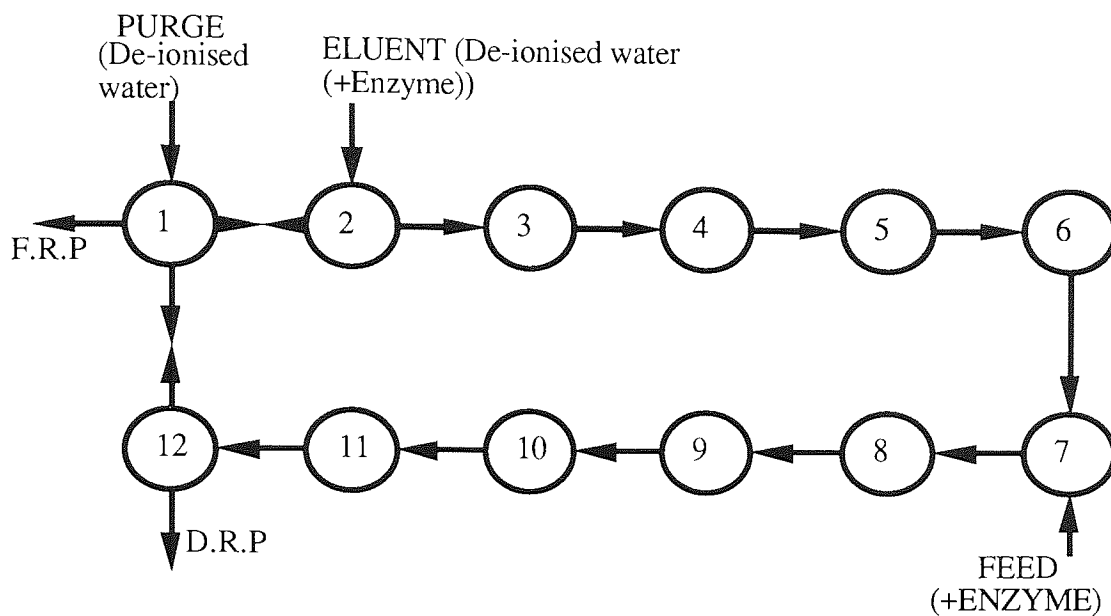 PURGE
(De-ionised
water)
ELUENT (De-ionised water
(+Enzyme))
1
2
3
4
5
6
F.R.P
12
11
10
9
8
7
D.R.P
FEED
(+ENZYME)